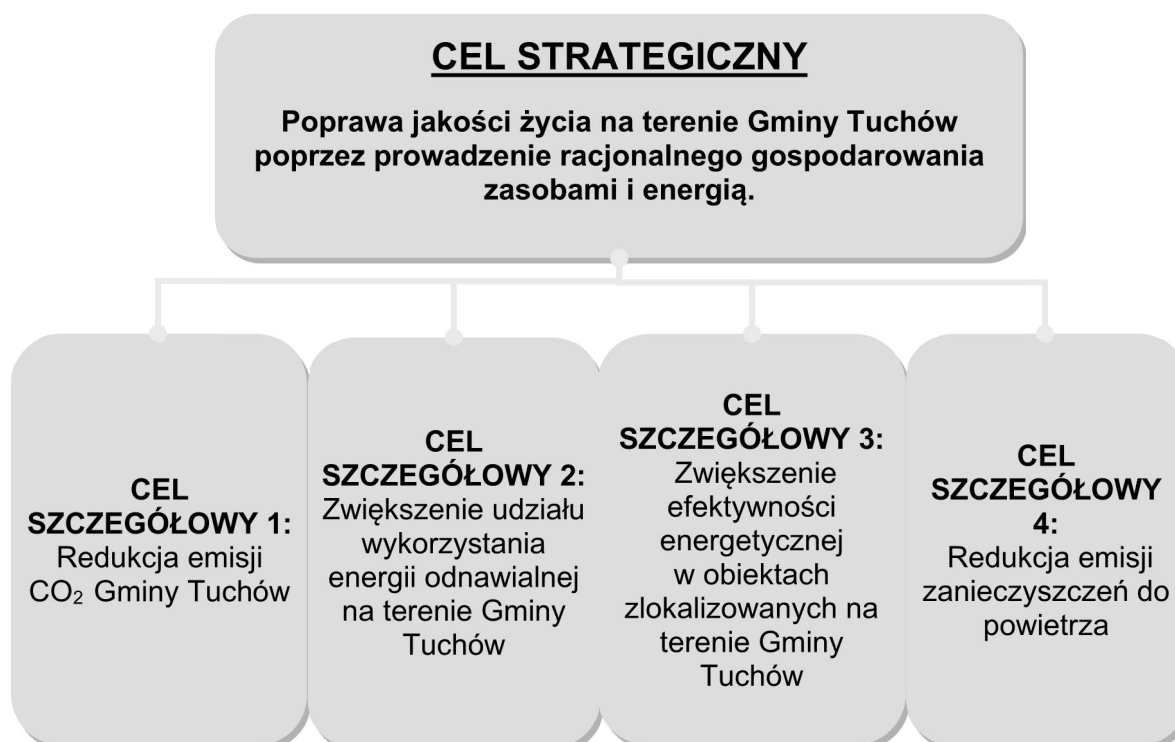 CEL STRATEGICZNY
Poprawa jakości życia na terenie Gminy Tuchów
poprzez prowadzenie racjonalnego gospodarowania
zasobami i energią.
CEL
SZCZEGÓŁOWY 1:
Redukcja emisji
CO₂ Gminy Tuchów
CEL
SZCZEGÓŁOWY 2:
Zwiększenie udziału
wykorzystania
energii odnawialnej
na terenie Gminy
Tuchów
CEL
SZCZEGÓŁOWY 3:
Zwiększenie
efektywności
energetycznej
w obiektach
zlokalizowanych na
terenie Gminy
Tuchów
CEL
SZCZEGÓŁOWY
4:
Redukcja emisji
zanieczyszczeń do
powietrza